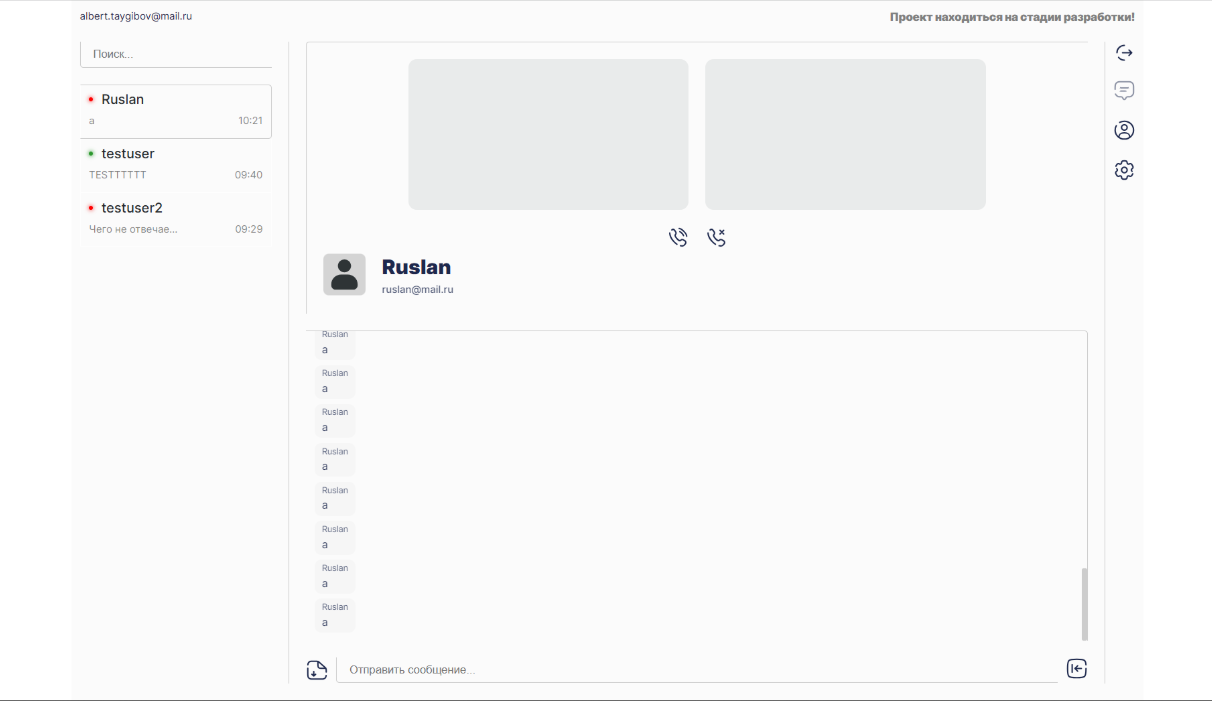 albert.taygibov@mail.ru
Проект находиться на стадии разработки!
Поиск...
Ruslan
а 10:21
testuser
TESTTTTTT 09:40
testuser2
Чего не отвечае... 09:29
Ruslan
ruslan@mail.ru
Ruslan
а
Ruslan
а
Ruslan
а
Ruslan
а
Ruslan
а
Ruslan
а
Ruslan
а
Ruslan
а
Отправить сообщение...